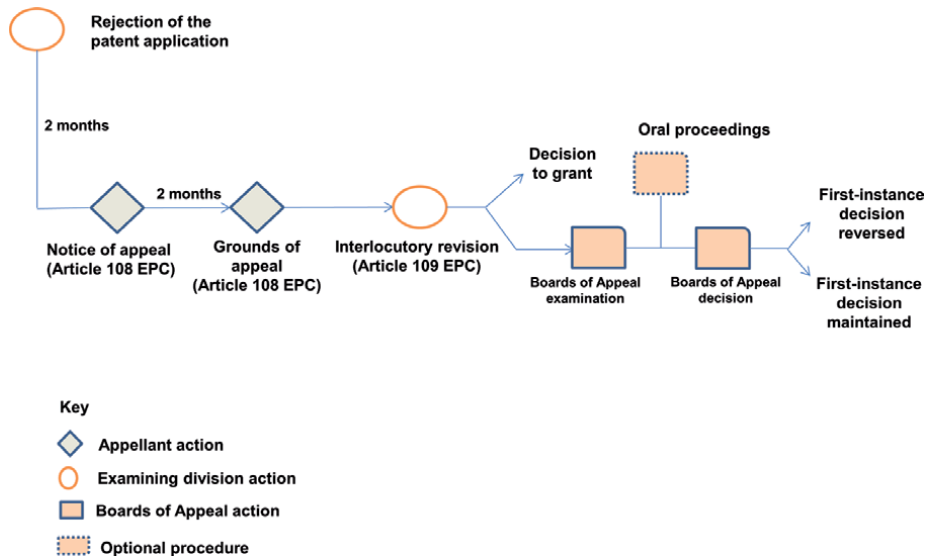 Rejection of the
patent application
2 months
2 months
Notice of appeal
(Article 108 EPC)
Grounds of
appeal
(Article 108 EPC)
Interlocutory revision
(Article 109 EPC)
Decision
to grant
Oral proceedings
Boards of Appeal
examination
Boards of Appeal
decision
First-instance
decision
reversed
First-instance
decision
maintained
Key
Appellant action
Examining division action
Boards of Appeal action
Optional procedure